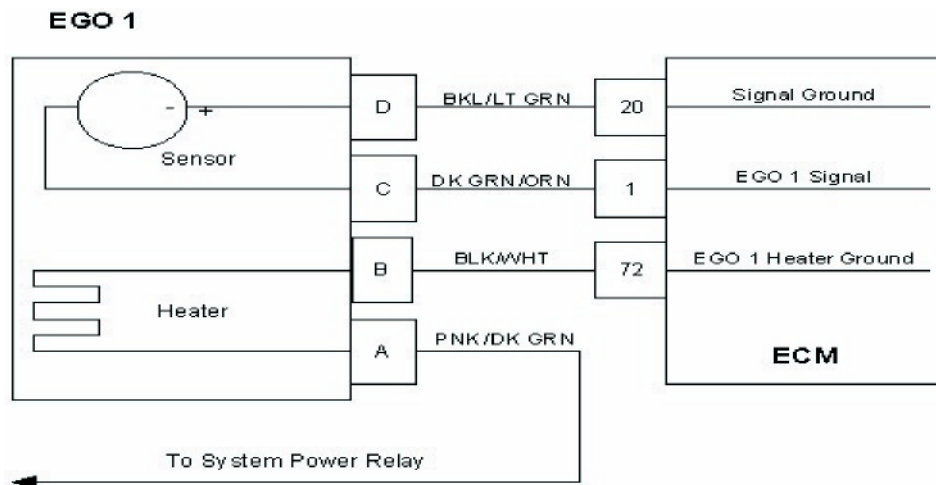 EGO 1
D BKL/LT GRN 20 Signal Ground
- +
Sensor
C DK GRN/ORN 1 EGO 1 Signal
B BLK/WHT 72 EGO 1 Heater Ground
Heater
A PNK/DK GRN
ECM
To System Power Relay